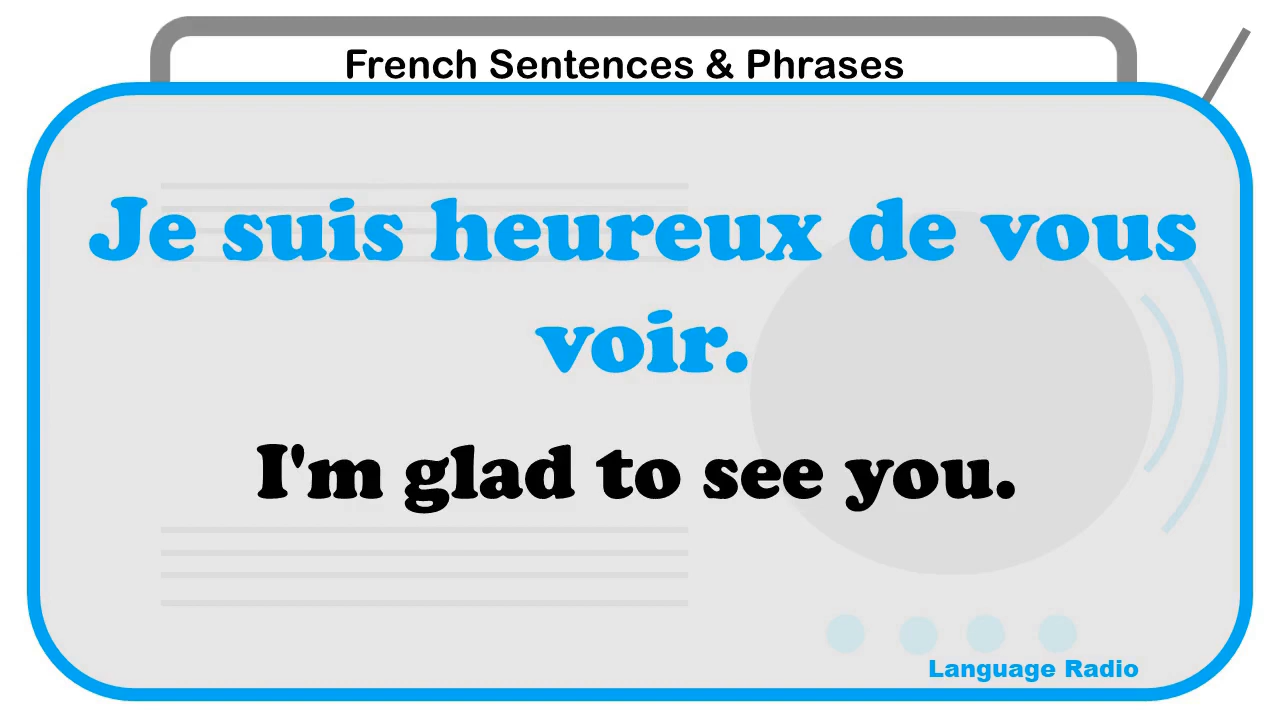 French Sentences & Phrases
Je suis heureux de vous
voir.
I'm glad to see you.
Language Radio